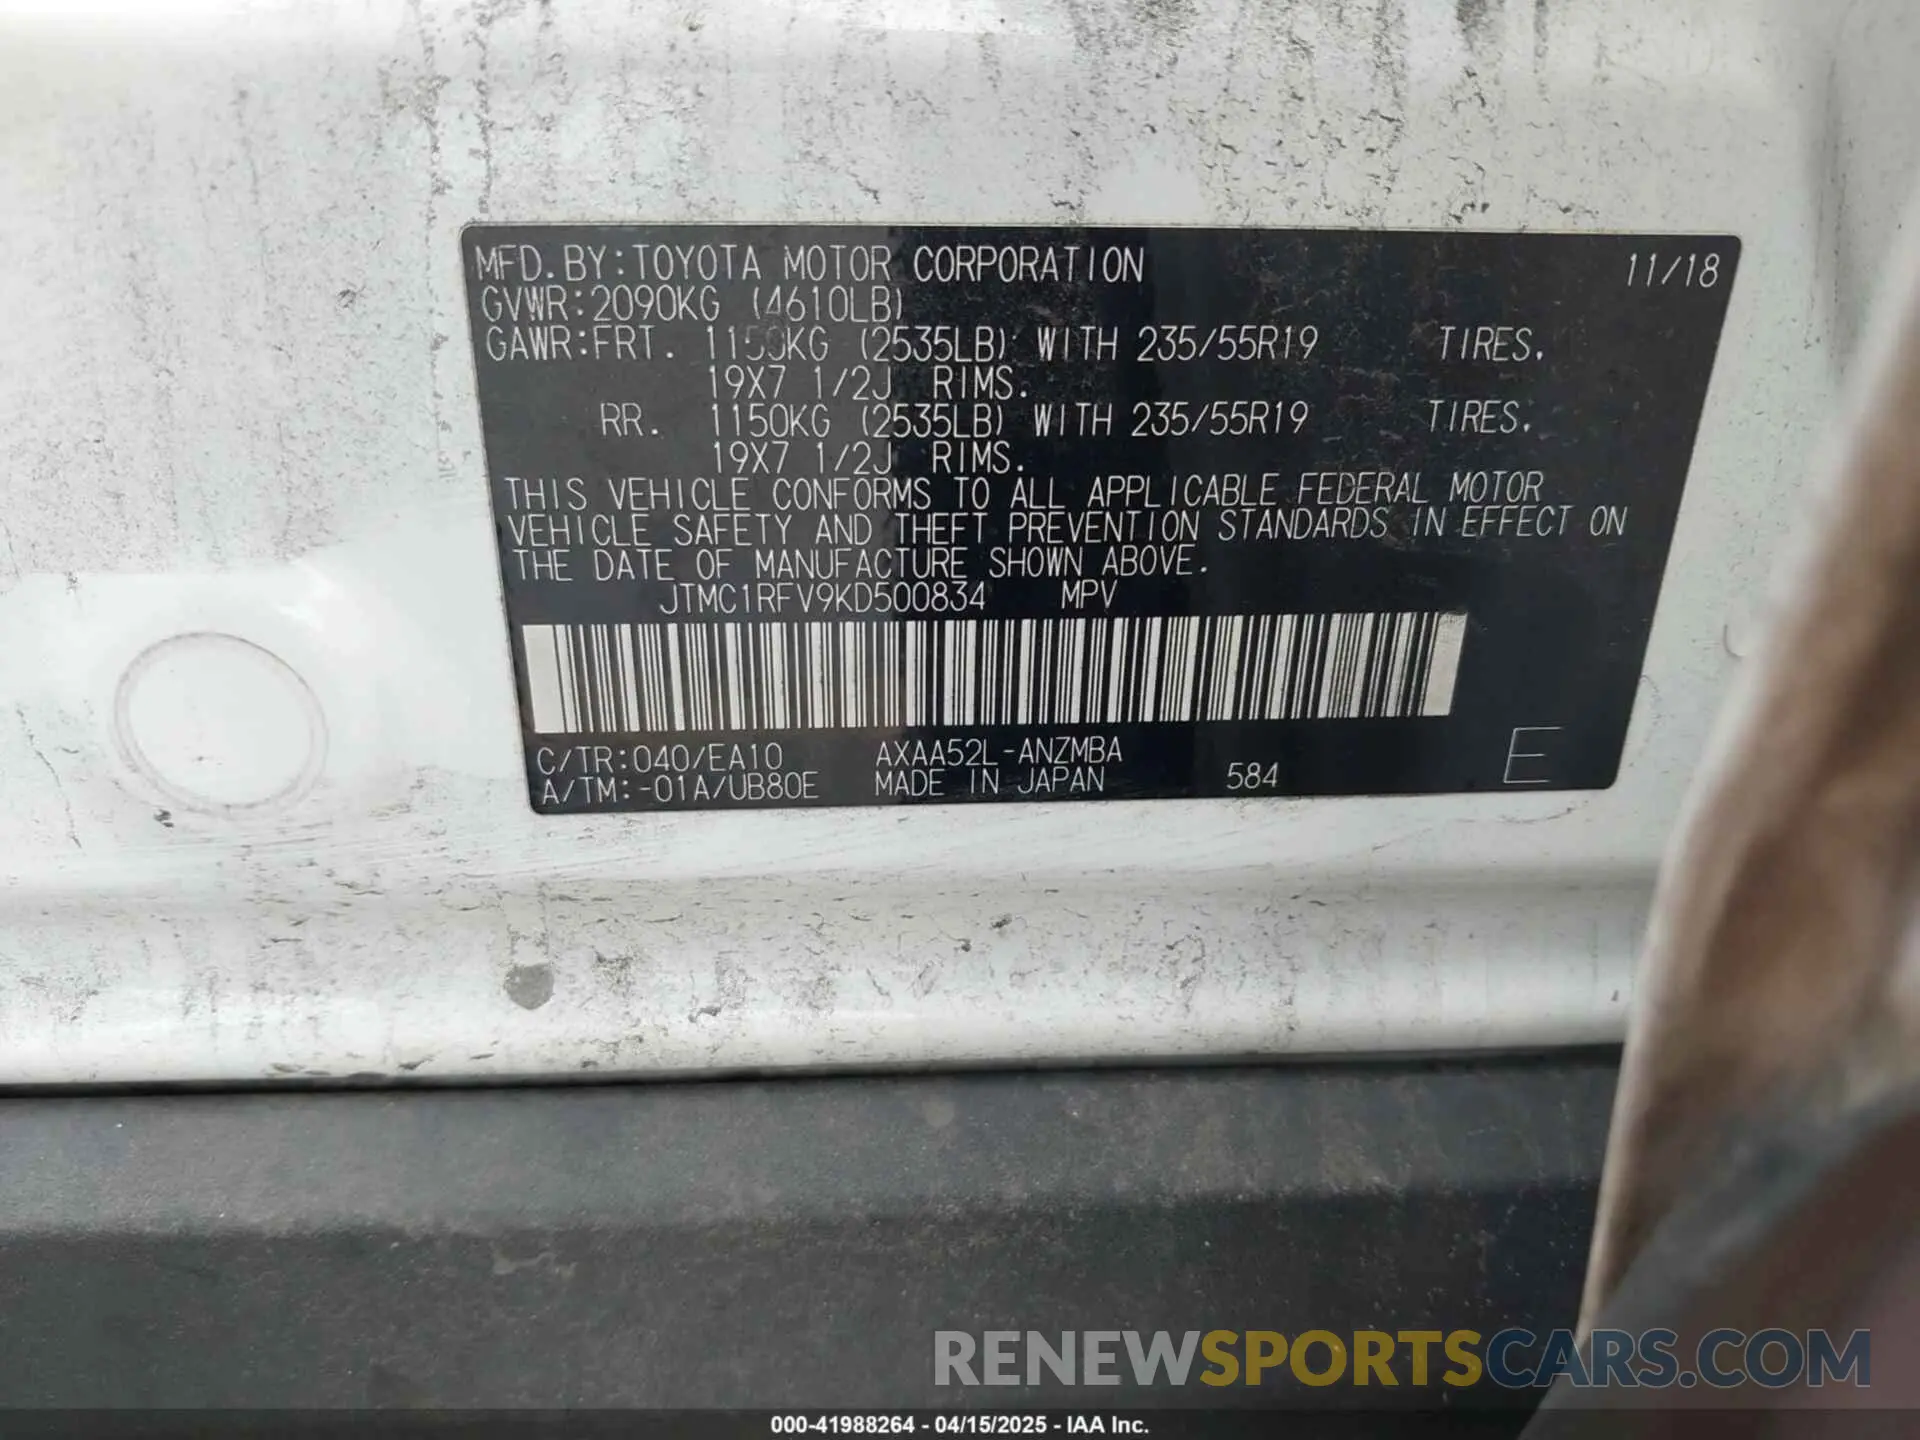 MFD. BY:TOYOTA MOTOR CORPORATION 11/18
GVWR:2090KG (4610LB)
GAWR:FRT. 1150KG (2535LB) WITH 235/55R19 TIRES.
19X7 1/2J RIMS.
RR. 1150KG (2535LB) WITH 235/55R19 TIRES.
19X7 1/2J RIMS.
THIS VEHICLE CONFORMS TO ALL APPLICABLE FEDERAL MOTOR
VEHICLE SAFETY AND THEFT PREVENTION STANDARDS IN EFFECT ON
THE DATE OF MANUFACTURE SHOWN ABOVE.
JTMC1RFV9KD500834 MPV
C/TR:040/EA10 AXAA52L-ANZMBA
A/TM:-01A/UB80E MADE IN JAPAN 584 E
RENEWSPORTSCARS.COM
000-41988264 - 04/15/2025 - IAA Inc.